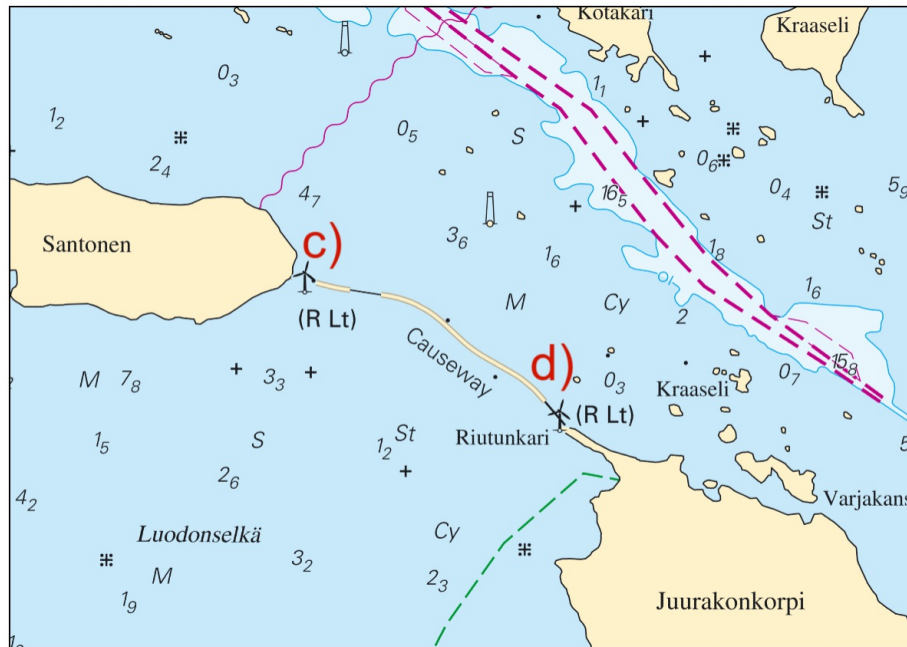 Kotakari
Kraaseli
0₃
1₁
1₂
0₅
S
0₆
2₄
4₇
16₅
0₄
5₉
St
Santonen
c)
3₆
1₆
1₈
(R Lt)
M
Cy
2
1₆
Causeway
d)
M
7₈
3₃
0₃
Kraaseli
0₇
15₈
(R Lt)
1₅
S
1₂
St
Riutunkari
5
2₆
4₂
Varjakans
Luodonselkä
3₂
Cy
M
2₃
1₉
Juurakonkorpi